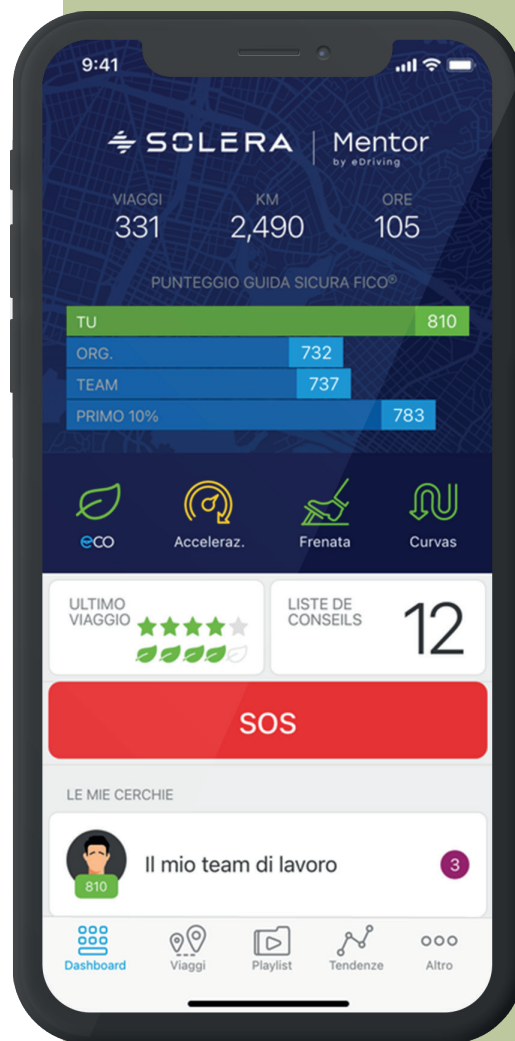 9:41
SOLERA | Mentor
by eDriving
VIAGGI KM ORE
331 2,490 105
PUNTEGGIO GUIDA SICURA FICO®
TU 810
ORG. 732
TEAM 737
PRIMO 10% 783
eco Acceleraz. Frenata Curvas
ULTIMO
VIAGGIO
LISTE DE
CONSEILS
12
SOS
LE MIE CERCHIE
810
Il mio team di lavoro
3
Dashboard Viaggi Playlist Tendenze Altro